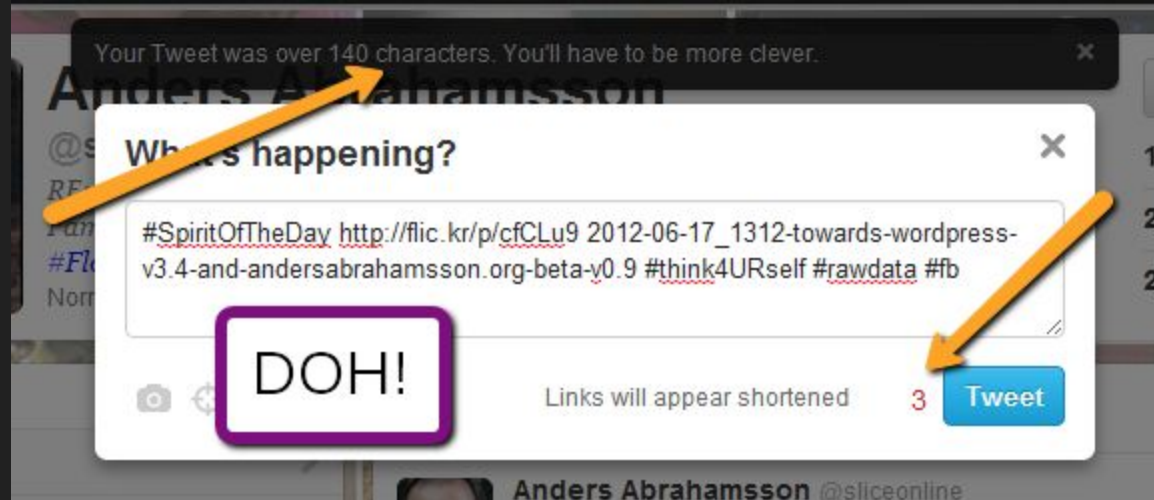 Your Tweet was over 140 characters. You'll have to be more clever.
Anders Abrahamsson
What's happening?
#SpiritOfTheDay http://flic.kr/p/cfCLu9 2012-06-17_1312-towards-wordpress-
v3.4-and-andersabrahamsson.org-beta-v0.9 #think4URself #rawdata #fb
DOH!
Links will appear shortened 3 Tweet
Anders Abrahamsson @sliceonline